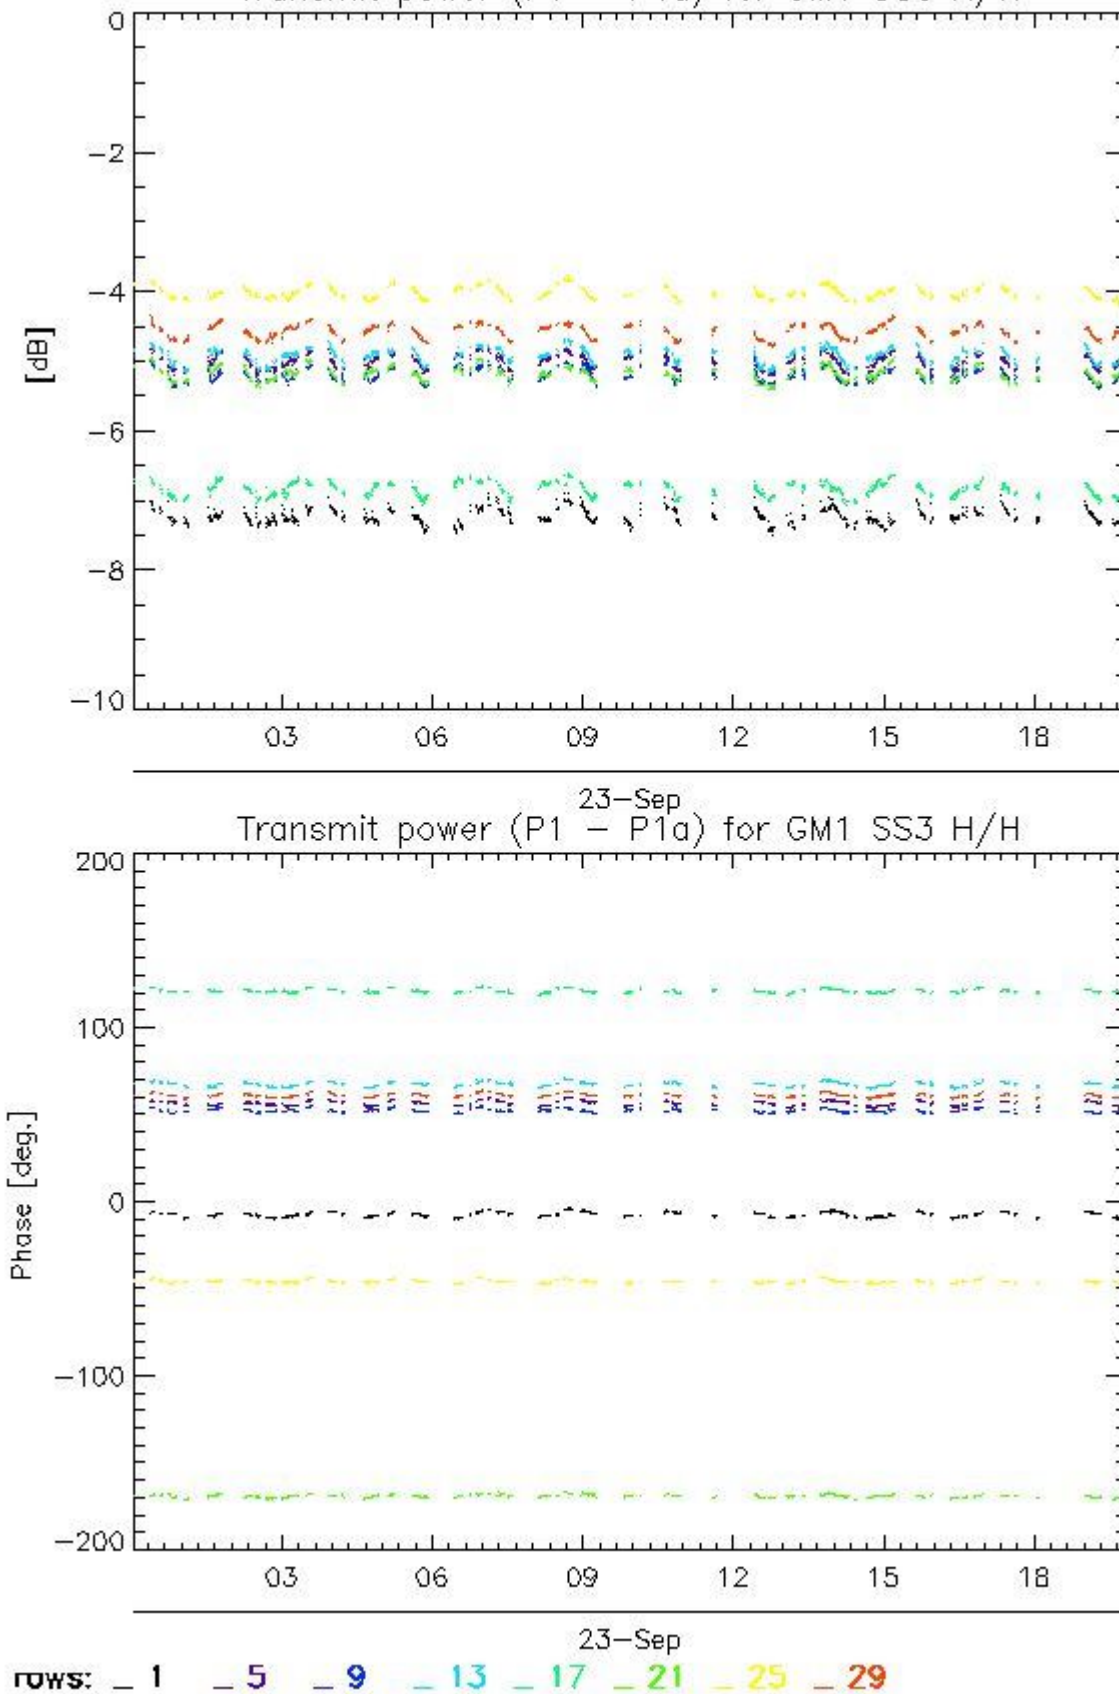 0
−2
−4
−6
−8
−10
[dB]
03 06 09 12 15 18
23−Sep
Transmit power (P1 − P1a) for GM1 SS3 H/H
200
100
0
−100
−200
Phase [deg.]
03 06 09 12 15 18
23−Sep
rows: _ 1 _ 5 _ 9 _ 13 _ 17 _ 21 _ 25 _ 29